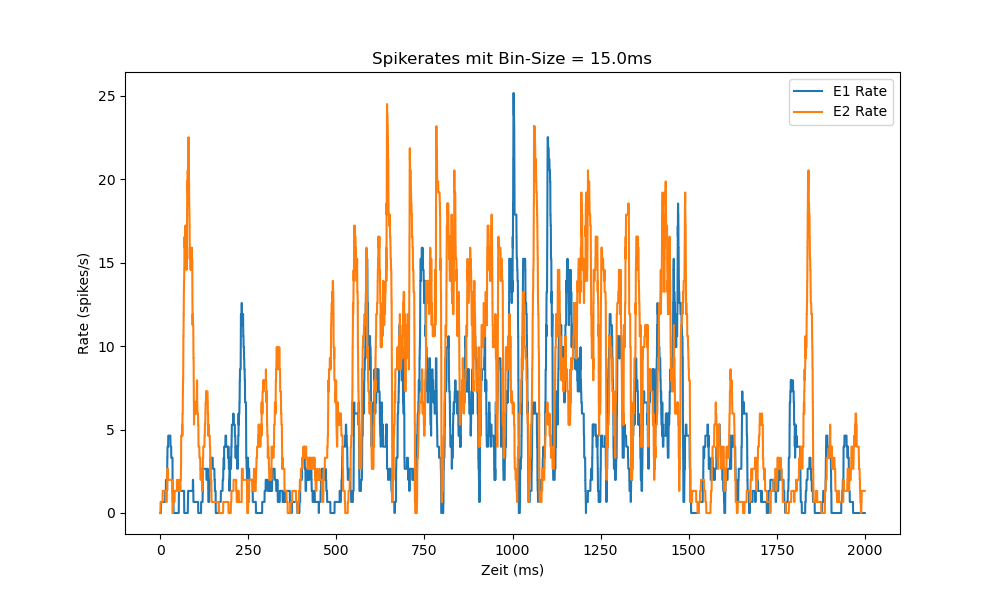 Spikerates mit Bin-Size = 15.0ms
E1 Rate
E2 Rate
25
20
15
10
5
0
Rate (spikes/s)
0 250 500 750 1000 1250 1500 1750 2000
Zeit (ms)